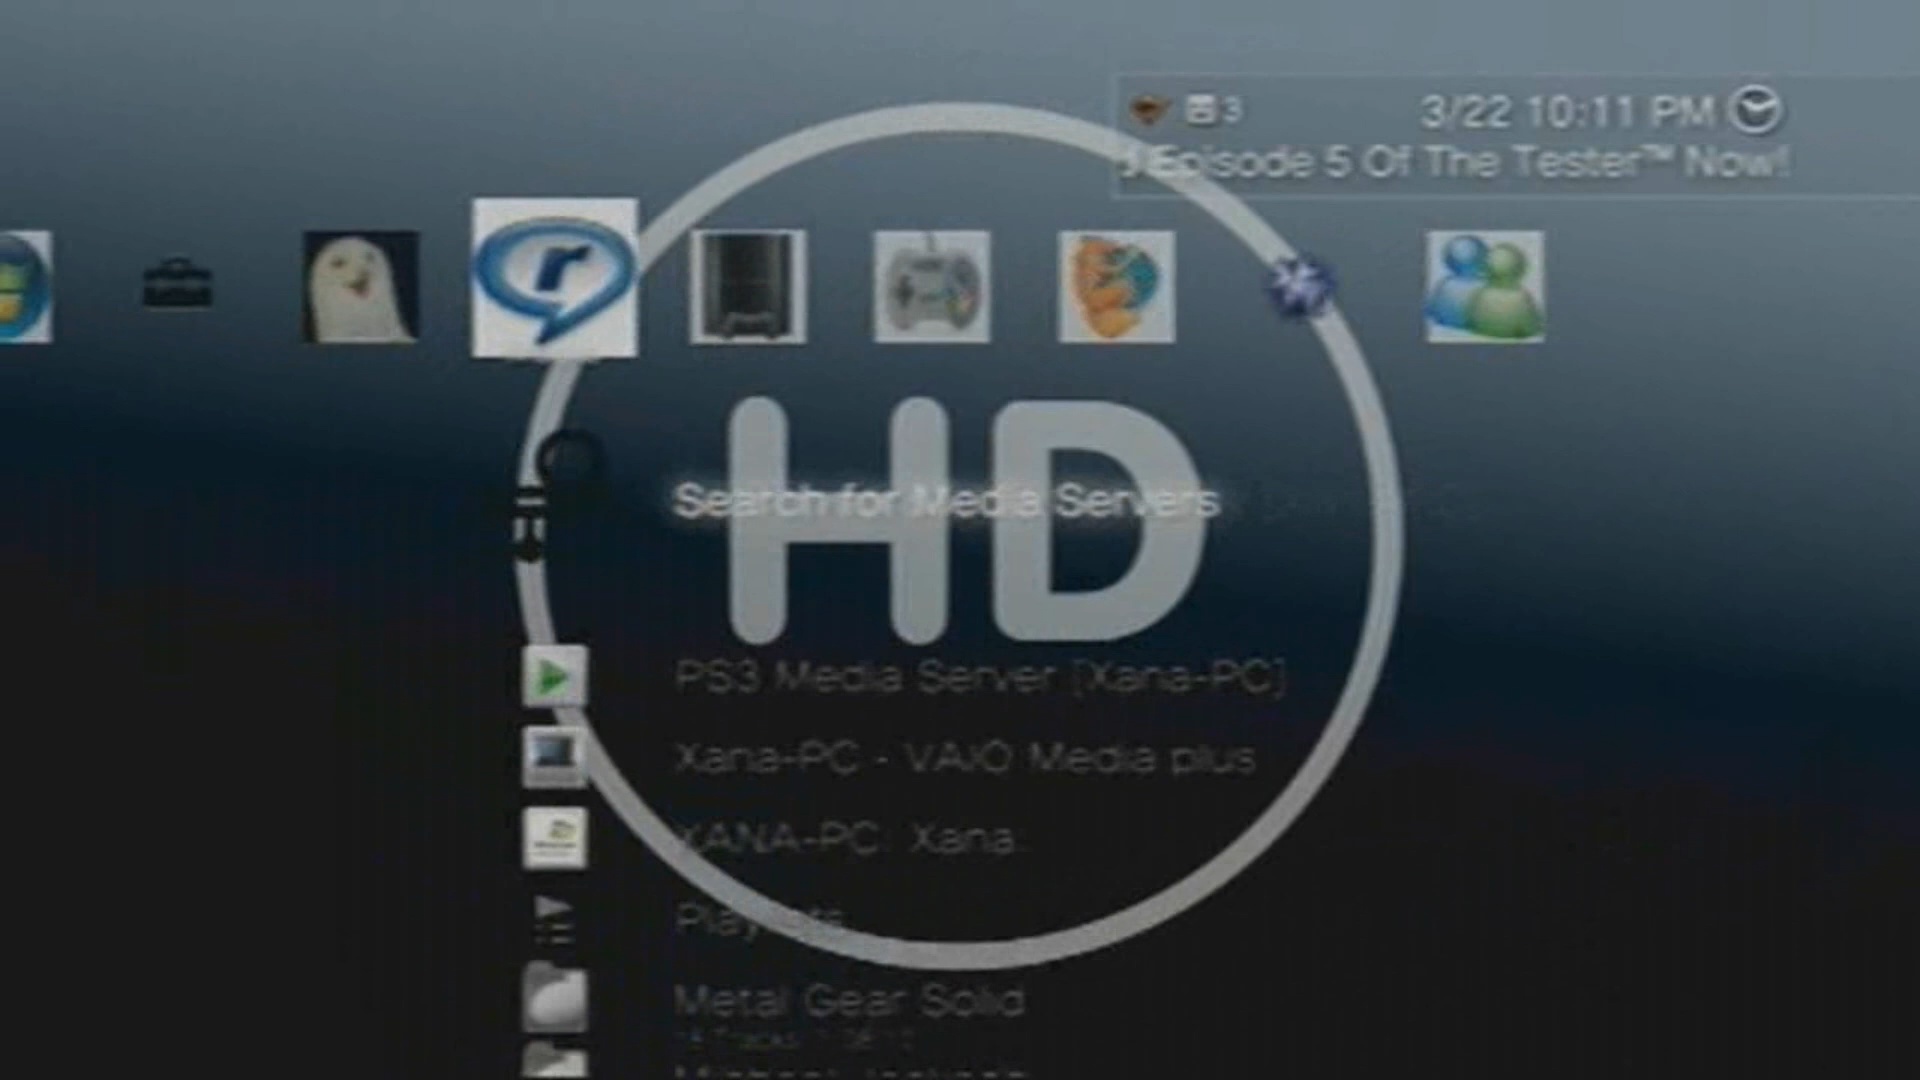 3
3/22 10:11 PM
Episode 5 Of The Tester™ Now!
r
HD
Search for Media Servers
PS3 Media Server [Xana-PC]
Xana-PC - VAIO Media plus
XANA-PC: Xana:
Playlists
Metal Gear Solid